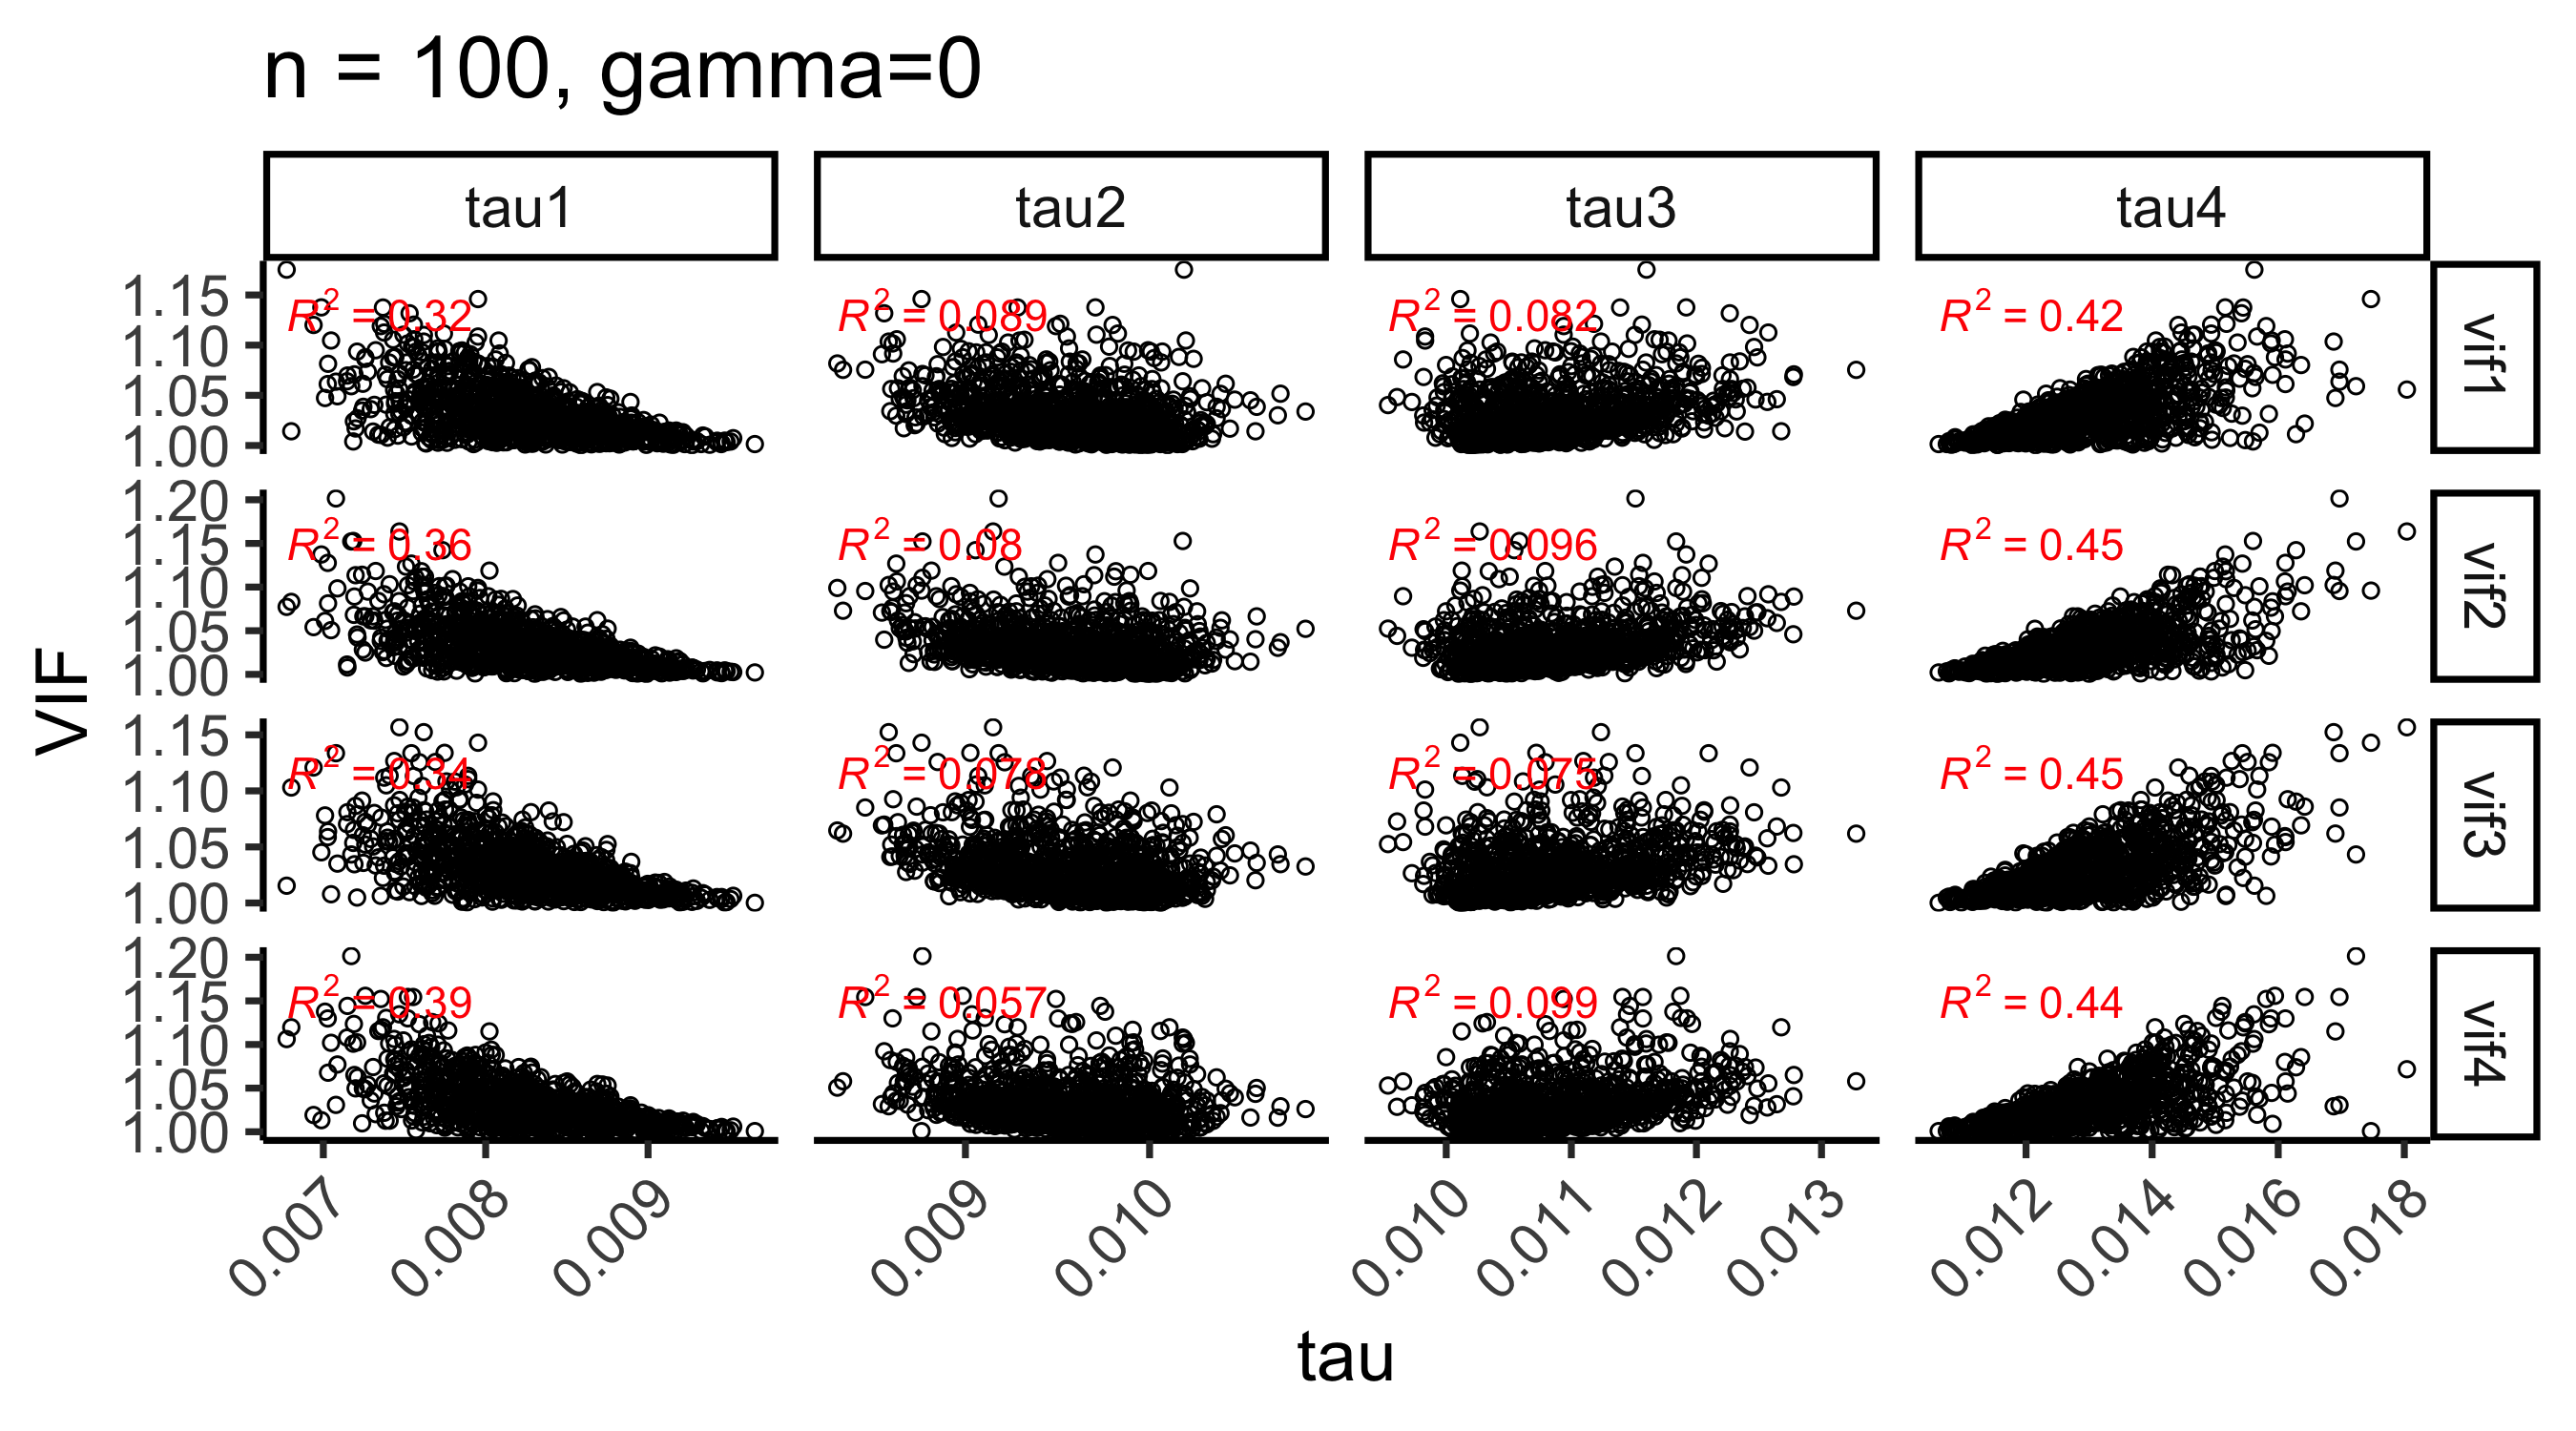 n = 100, gamma=0
tau1 tau2 tau3 tau4
1.15
1.10
1.05
1.00
R² = 0.32 R² = 0.089 R² = 0.082 R² = 0.42
vif1
1.20
1.15
1.10
1.05
1.00
R² = 0.36 R² = 0.08 R² = 0.096 R² = 0.45
vif2
1.15
1.10
1.05
1.00
R² = 0.34 R² = 0.078 R² = 0.075 R² = 0.45
vif3
1.20
1.15
1.10
1.05
1.00
R² = 0.39 R² = 0.057 R² = 0.099 R² = 0.44
vif4
VIF
0.007 0.008 0.009 0.009 0.010 0.010 0.011 0.012 0.013 0.012 0.014 0.016 0.018
tau